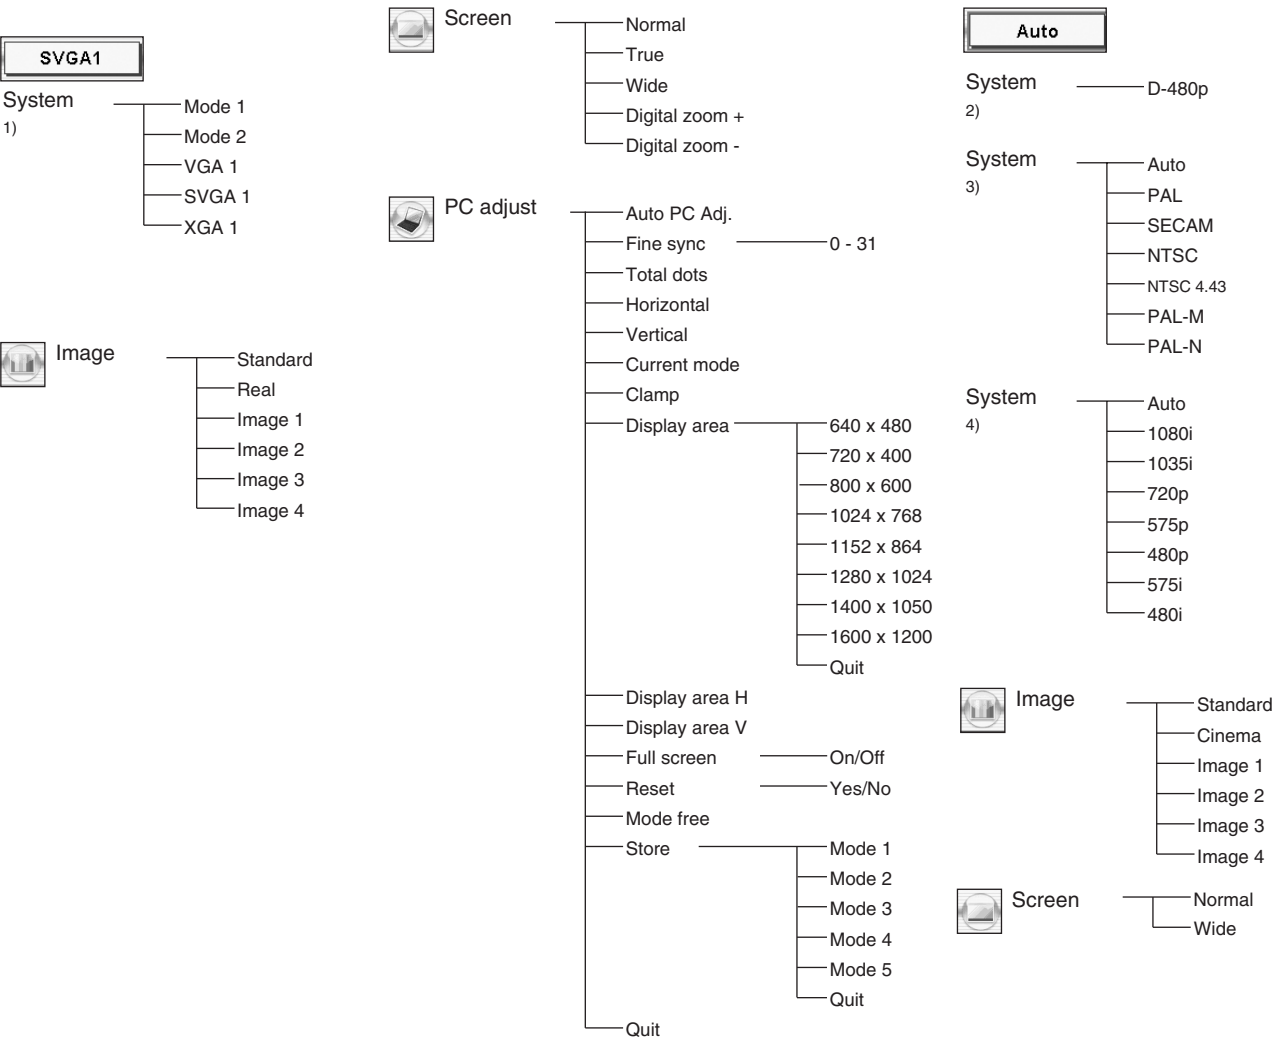 SVGA1
System
1)
Mode 1
Mode 2
VGA 1
SVGA 1
XGA 1
Image
Standard
Real
Image 1
Image 2
Image 3
Image 4
Screen
Normal
True
Wide
Digital zoom +
Digital zoom -
PC adjust
Auto PC Adj.
Fine sync
0 - 31
Total dots
Horizontal
Vertical
Current mode
Clamp
Display area
640 x 480
720 x 400
800 x 600
1024 x 768
1152 x 864
1280 x 1024
1400 x 1050
1600 x 1200
Quit
Display area H
Display area V
Full screen
On/Off
Reset
Yes/No
Mode free
Store
Mode 1
Mode 2
Mode 3
Mode 4
Mode 5
Quit
Quit
Auto
System
2)
D-480p
System
3)
Auto
PAL
SECAM
NTSC
NTSC 4.43
PAL-M
PAL-N
System
4)
Auto
1080i
1035i
720p
575p
480p
575i
480i
Image
Standard
Cinema
Image 1
Image 2
Image 3
Image 4
Screen
Normal
Wide